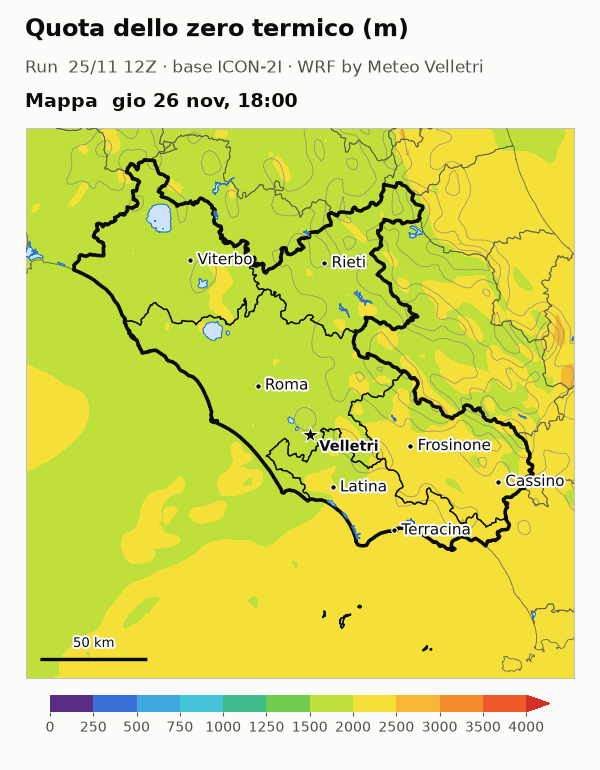 Quota dello zero termico (m)
Run  25/11 12Z · base ICON-2I · WRF by Meteo Velletri
Mappa  gio 26 nov, 18:00
Viterbo
Rieti
Roma
Velletri
Frosinone
Cassino
Latina
Terracina
50 km
0 250 500 750 1000 1250 1500 2000 2500 3000 3500 4000